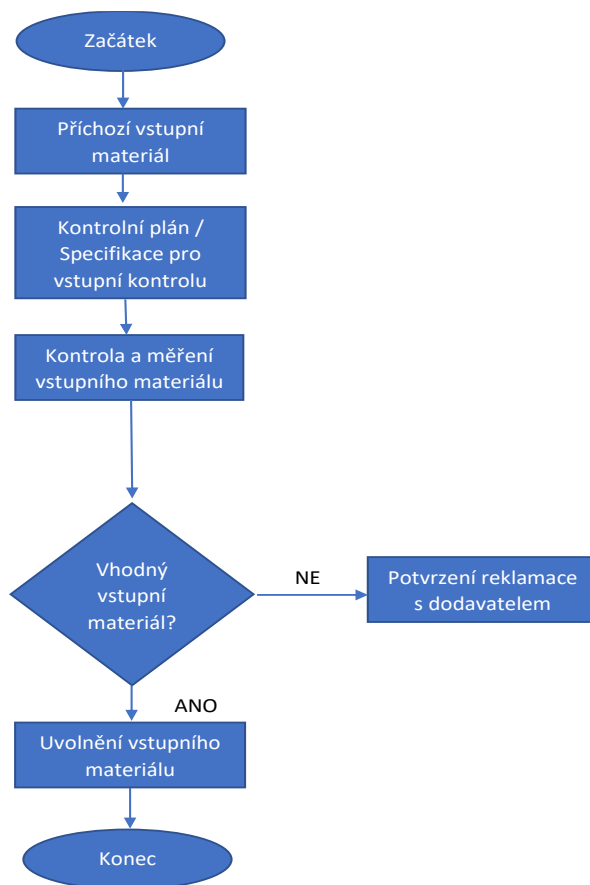 Začátek
Příchozí vstupní
materiál
Kontrolní plán /
Specifikace pro
vstupní kontrolu
Kontrola a měření
vstupního materiálu
Vhodný
vstupní
materiál?
NE
Potvrzení reklamace
s dodavatelem
ANO
Uvolnění vstupního
materiálu
Konec